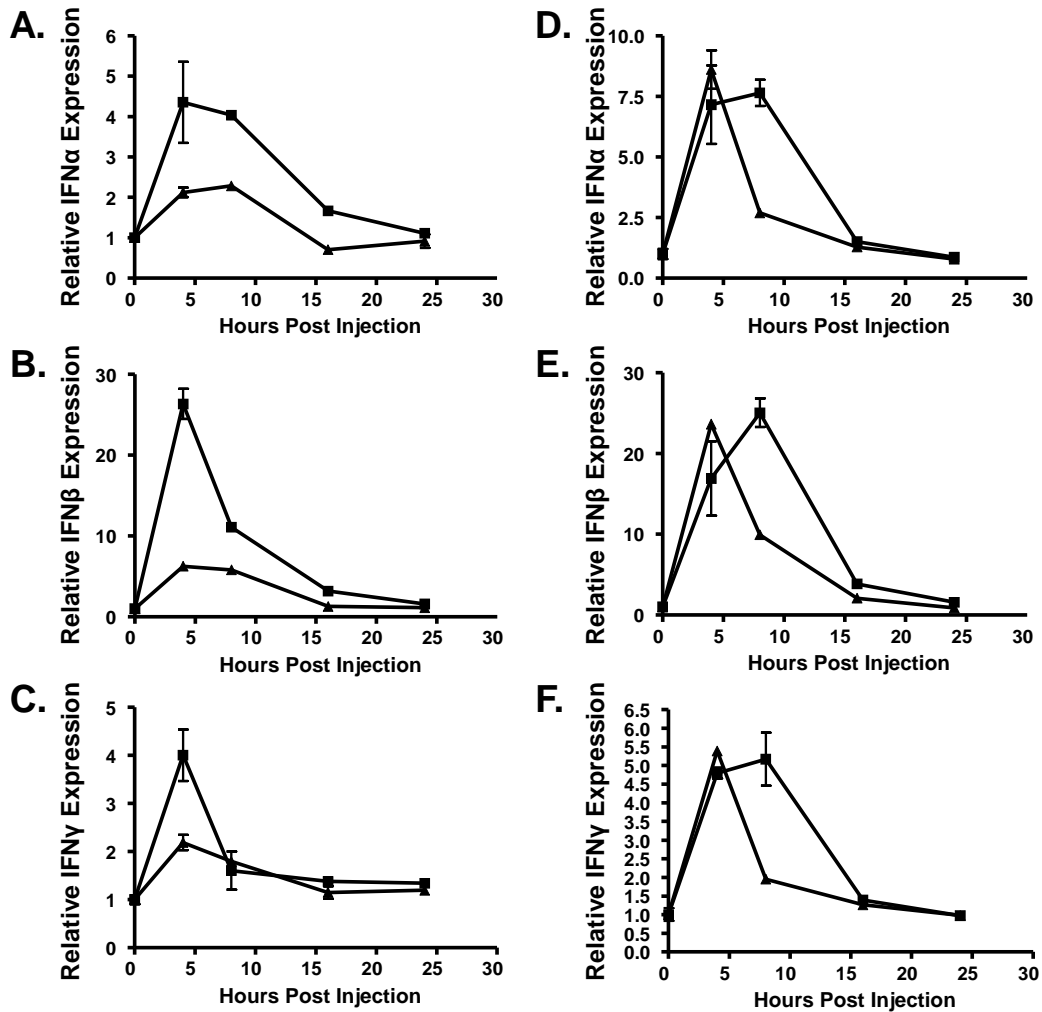 A.
Relative IFNα Expression
6
5
4
3
2
1
0
0 5 10 15 20 25 30
Hours Post Injection
B.
Relative IFNβ Expression
30
20
10
0
0 5 10 15 20 25 30
Hours Post Injection
C.
Relative IFNγ Expression
5
4
3
2
1
0
0 5 10 15 20 25 30
Hours Post Injection
D.
Relative IFNα Expression
10.0
7.5
5.0
2.5
0.0
0 5 10 15 20 25 30
Hours Post Injection
E.
Relative IFNβ Expression
30
20
10
0
0 5 10 15 20 25 30
Hours Post Injection
F.
Relative IFNγ Expression
6.5
6.0
5.5
5.0
4.5
4.0
3.5
3.0
2.5
2.0
1.5
1.0
0.5
0.0
0 5 10 15 20 25 30
Hours Post Injection